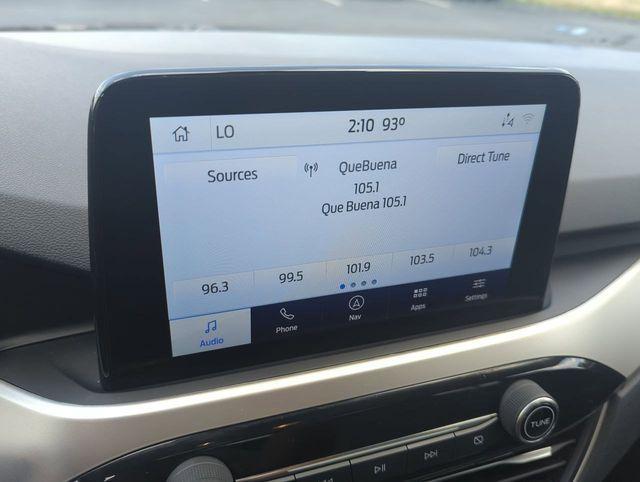 LO 2:10 93°
Sources QueBuena Direct Tune
105.1
Que Buena 105.1
96.3 99.5 101.9 103.5 104.3
Audio Phone Nav Apps Settings
TUNE